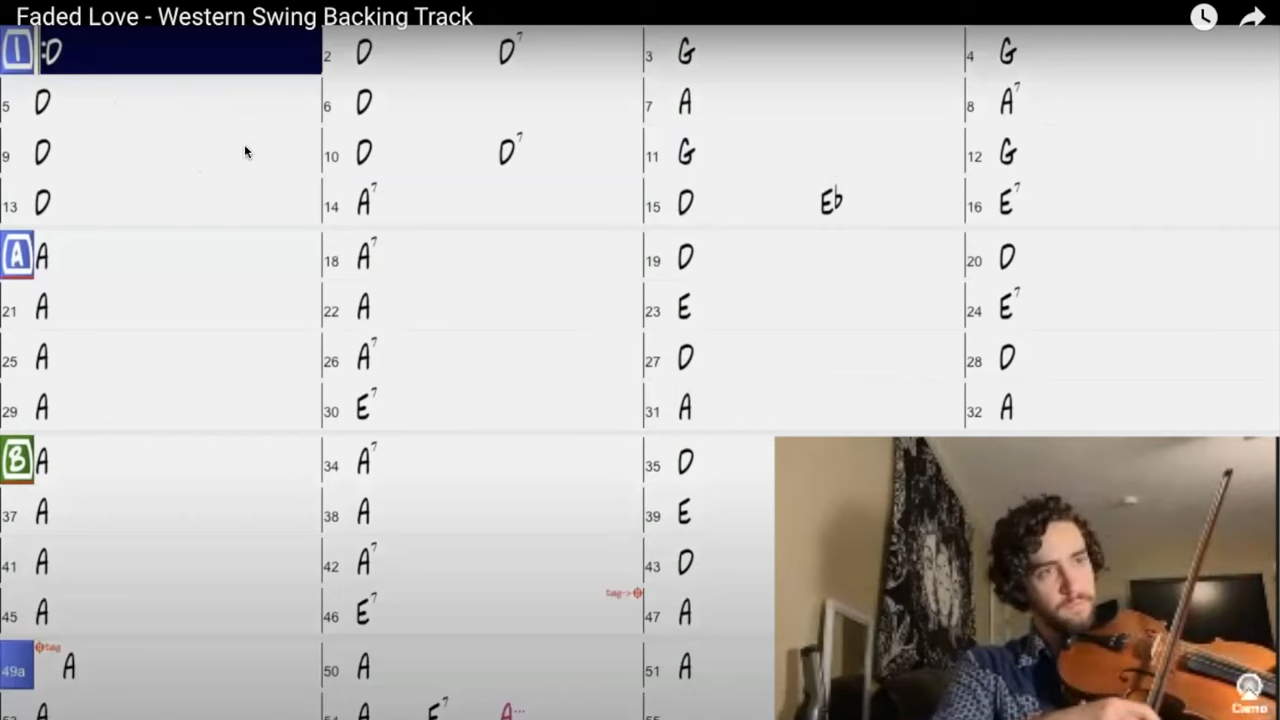 Faded Love - Western Swing Backing Track
1 :D 2 D D7 3 G 4 G
5 D 6 D 7 A 8 A7
9 D 10 D D7 11 G 12 G
13 D 14 A7 15 D Eb 16 E7
A A 18 A7 19 D 20 D
21 A 22 A 23 E 24 E7
25 A 26 A7 27 D 28 D
29 A 30 E7 31 A 32 A
B A 34 A7 35 D
37 A 38 A 39 E
41 A 42 A7 43 D
45 A 46 E7 47 A
49a A 50 A 51 A
A 54 A E7 A...